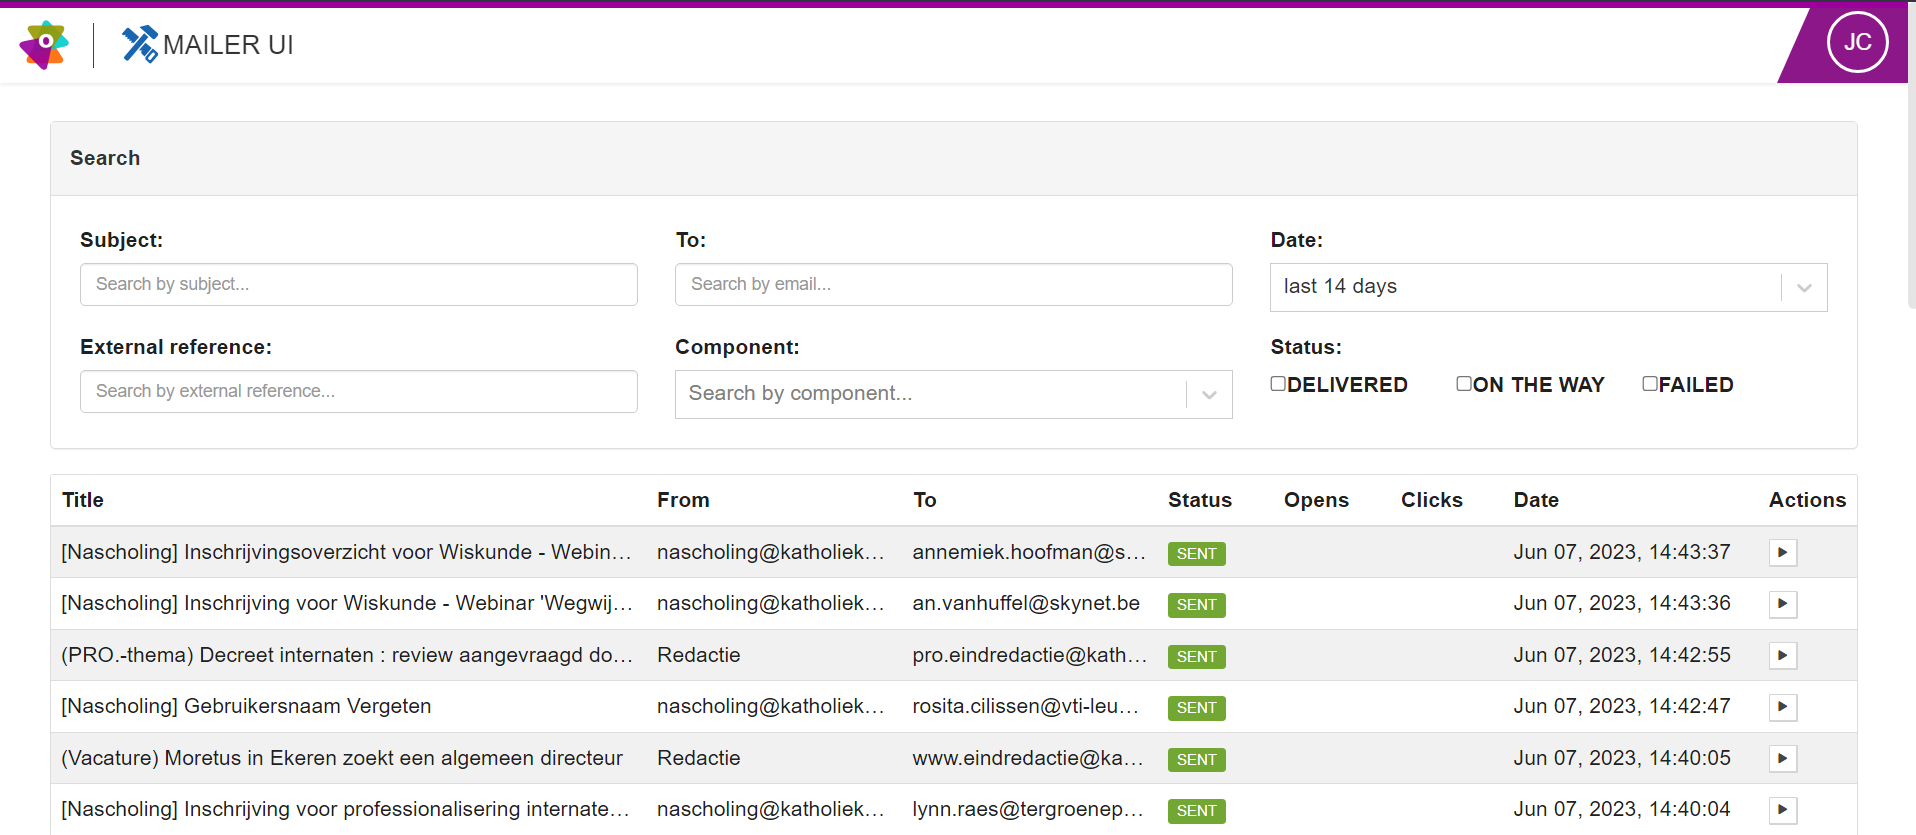 MAILER UI
JC
Search
Subject:
To:
Date:
Search by subject...
Search by email...
last 14 days
External reference:
Component:
Status:
Search by external reference...
Search by component...
DELIVERED ON THE WAY FAILED
Title From To Status Opens Clicks Date Actions
[Nascholing] Inschrijvingsoverzicht voor Wiskunde - Webin... nascholing@katholiek... annemiek.hoofman@s... SENT Jun 07, 2023, 14:43:37
[Nascholing] Inschrijving voor Wiskunde - Webinar 'Wegwij... nascholing@katholiek... an.vanhuffel@skynet.be SENT Jun 07, 2023, 14:43:36
(PRO.-thema) Decreet internaten : review aangevraagd do... Redactie pro.eindredactie@kath... SENT Jun 07, 2023, 14:42:55
[Nascholing] Gebruikersnaam Vergeten nascholing@katholiek... rosita.cilissen@vti-leu... SENT Jun 07, 2023, 14:42:47
(Vacature) Moretus in Ekeren zoekt een algemeen directeur Redactie www.eindredactie@ka... SENT Jun 07, 2023, 14:40:05
[Nascholing] Inschrijving voor professionalisering internate... nascholing@katholiek... lynn.raes@tergroenep... SENT Jun 07, 2023, 14:40:04